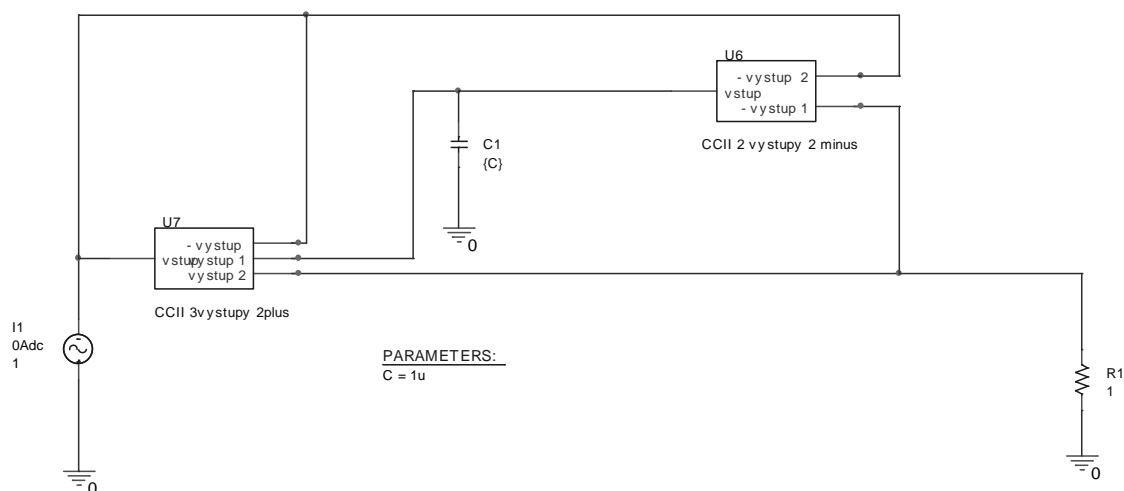 U6
- vystup 2
vstup
- vystup 1
CCII 2 vystupy 2 minus
C1
{C}
0
U7
- vystup
vstup vystup 1
vystup 2
CCII 3vystupy 2plus
I1
0Adc
1
PARAMETERS:
C = 1u
R1
1
0
0